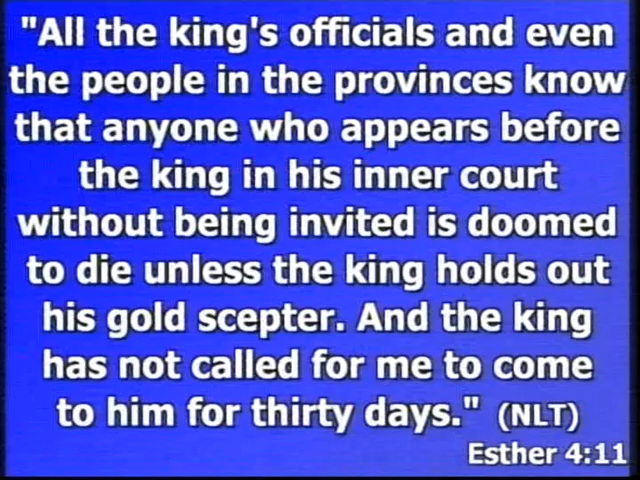 "All the king's officials and even
the people in the provinces know
that anyone who appears before
the king in his inner court
without being invited is doomed
to die unless the king holds out
his gold scepter. And the king
has not called for me to come
to him for thirty days." (NLT)
Esther 4:11